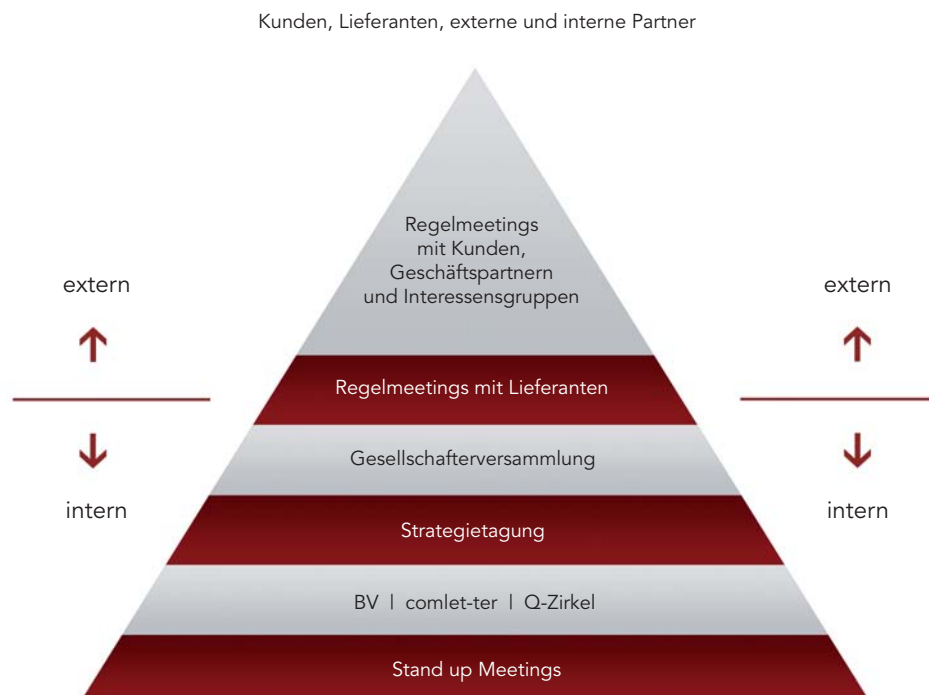 Kunden, Lieferanten, externe und interne Partner
Regelmeetings
mit Kunden,
Geschäftspartnern
und Interessensgruppen
extern
extern
Regelmeetings mit Lieferanten
Gesellschafterversammlung
intern
intern
Strategietagung
BV | comlet-ter | Q-Zirkel
Stand up Meetings